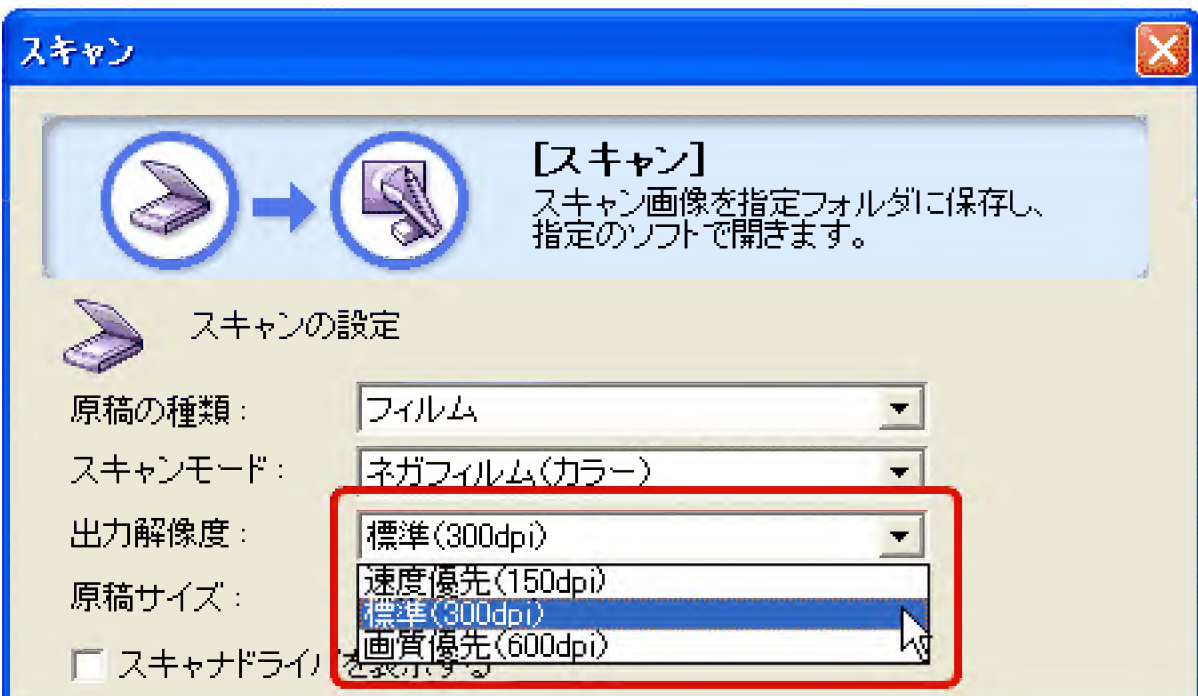 スキャン
[スキャン]
スキャン画像を指定フォルダに保存し、
指定のソフトで開きます。
スキャンの設定
原稿の種類：
フィルム
スキャンモード：
ネガフィルム(カラー)
出力解像度：
標準(300dpi)
速度優先(150dpi)
原稿サイズ：
標準(300dpi)
画質優先(600dpi)
スキャナドライバを表示する